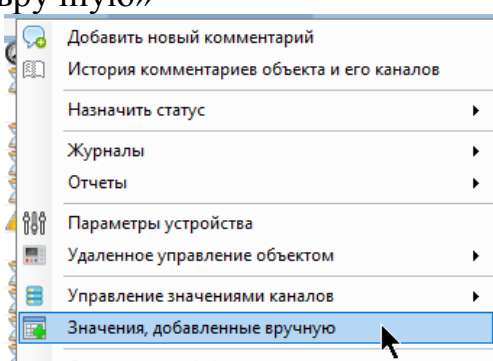 вручную»
Добавить новый комментарий
История комментариев объекта и его каналов
Назначить статус
Журналы
Отчеты
Параметры устройства
Удаленное управление объектом
Управление значениями каналов
Значения, добавленные вручную